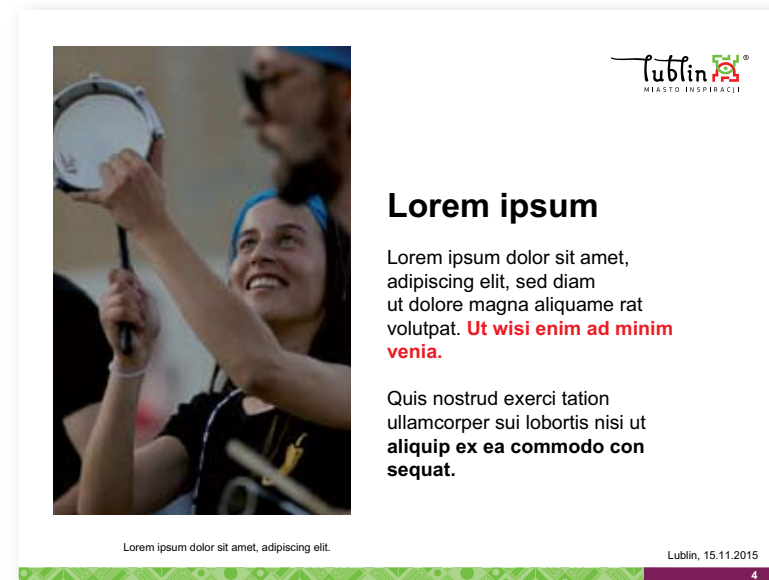 lublin®
MIASTO INSPIRACJI
Lorem ipsum
Lorem ipsum dolor sit amet,
adipiscing elit, sed diam
ut dolore magna aliquame rat
volutpat. Ut wisi enim ad minim
venia.
Quis nostrud exerci tation
ullamcorper sui lobortis nisi ut
aliquip ex ea commodo con
sequat.
Lorem ipsum dolor sit amet, adipiscing elit.
Lublin, 15.11.2015
4